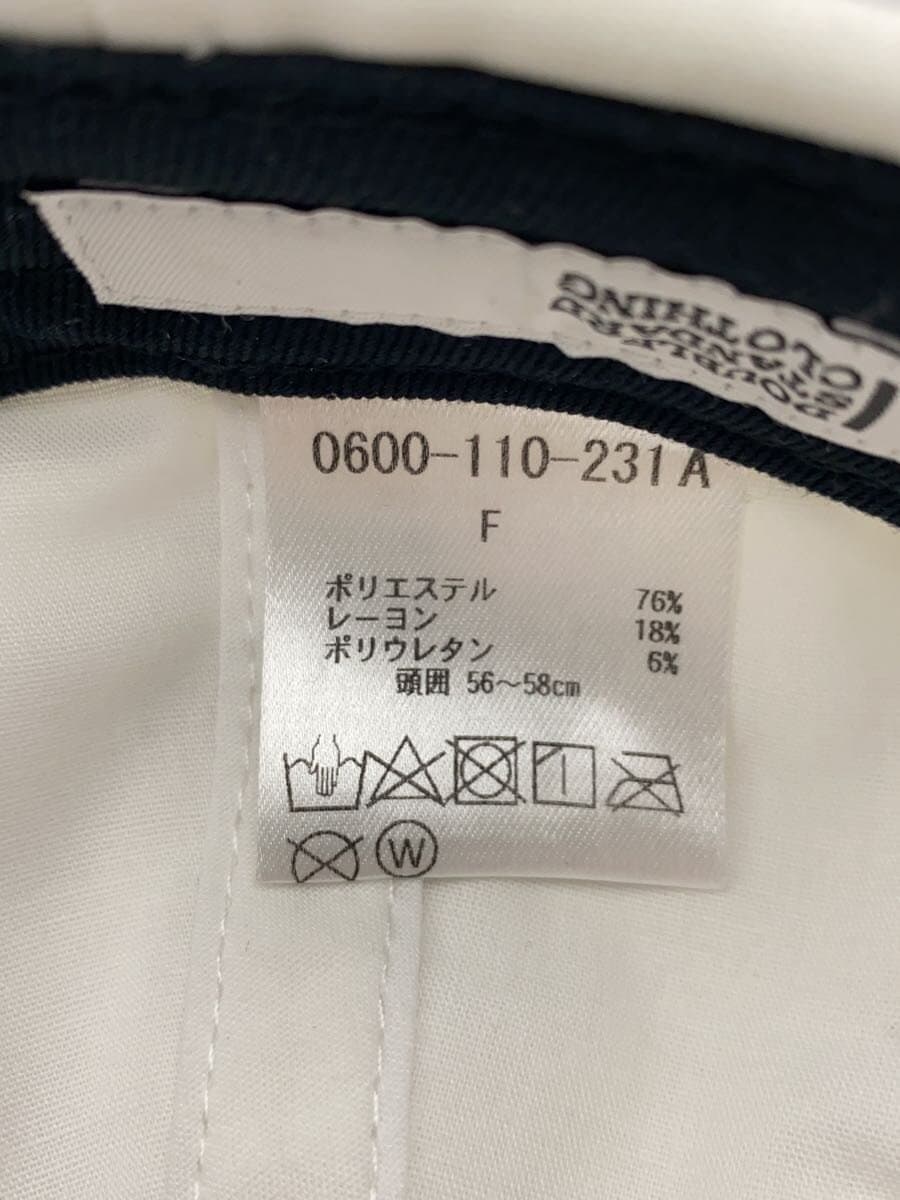 DOUBLE
STANDARD
CLOTHING
0600-110-231A
F
ポリエステル 76%
レーヨン 18%
ポリウレタン 6%
頭囲 56〜58cm
W